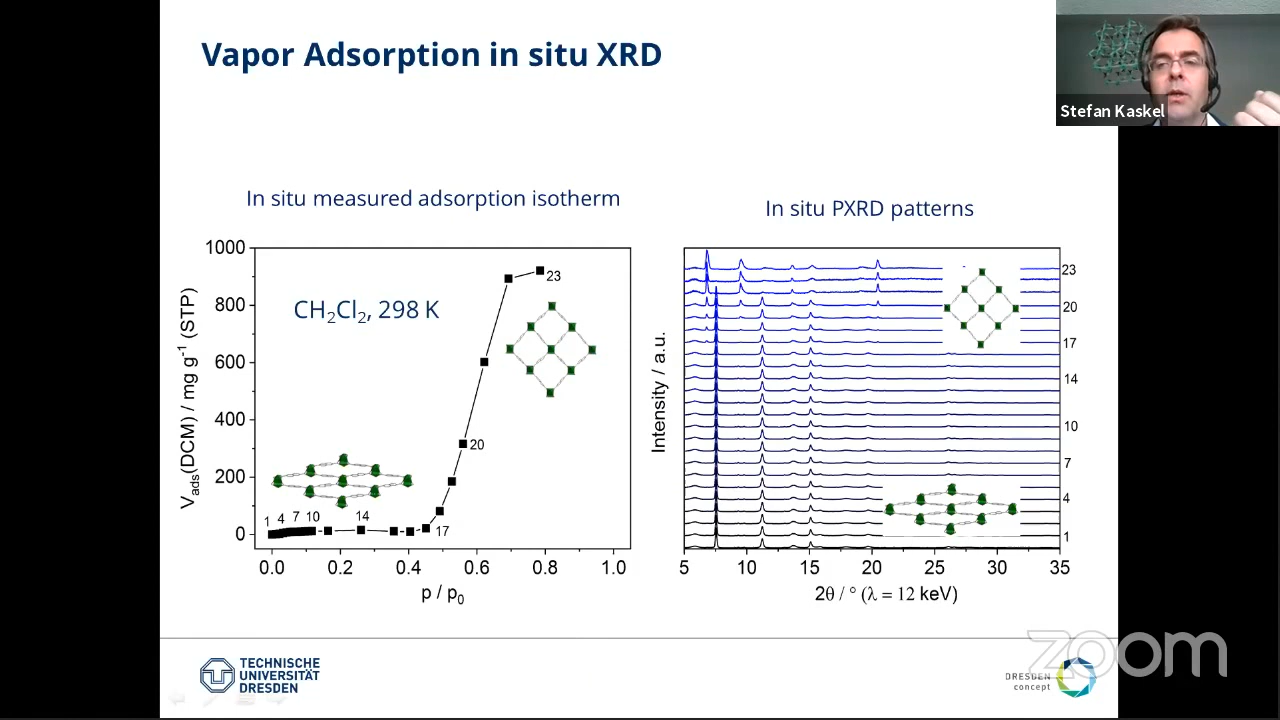 Vapor Adsorption in situ XRD
Stefan Kaskel
In situ measured adsorption isotherm
CH₂Cl₂, 298 K
1000
800
600
400
200
0
V_ads(DCM) / mg g⁻¹ (STP)
1 4 7 10
14
17
20
23
0.0 0.2 0.4 0.6 0.8 1.0
p / p₀
In situ PXRD patterns
Intensity / a.u.
23
20
17
14
10
7
4
1
5 10 15 20 25 30 35
2θ / ° (λ = 12 keV)
TECHNISCHE
UNIVERSITÄT
DRESDEN
DRESDEN
concept
zoom